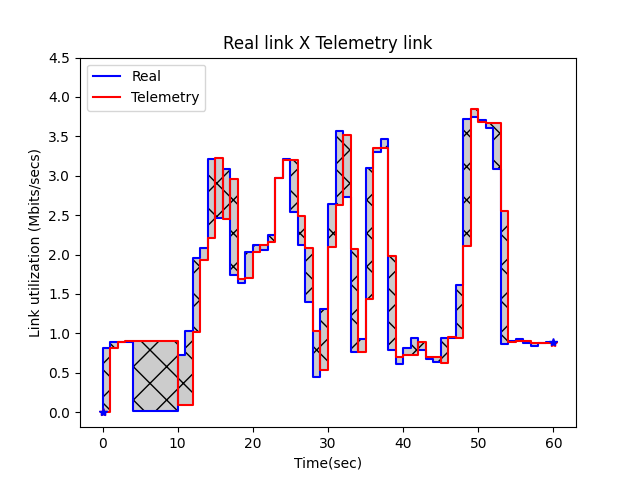 Real link X Telemetry link
Real
Telemetry
Link utilization (Mbits/secs)
4.5
4.0
3.5
3.0
2.5
2.0
1.5
1.0
0.5
0.0
0 10 20 30 40 50 60
Time(sec)